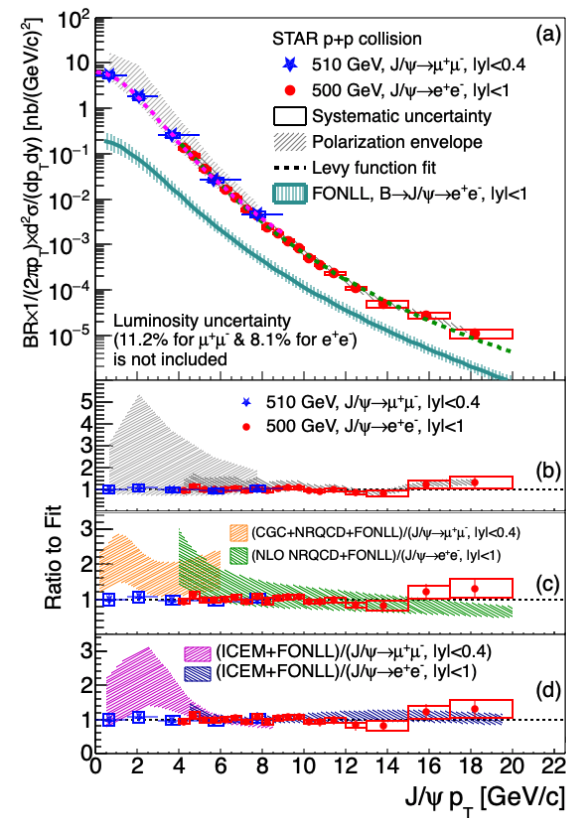 (a)
STAR p+p collision
510 GeV, J/ψ→μ⁺μ⁻, |y|<0.4
500 GeV, J/ψ→e⁺e⁻, |y|<1
Systematic uncertainty
Polarization envelope
Levy function fit
FONLL, B→J/ψ→e⁺e⁻, |y|<1
BR×1/(2πp_T)×d²σ/(dp_Tdy) [nb/(GeV/c)²]
10²
10
1
10⁻¹
10⁻²
10⁻³
10⁻⁴
10⁻⁵
Luminosity uncertainty
(11.2% for μ⁺μ⁻ & 8.1% for e⁺e⁻)
is not included
Ratio to Fit
5
4
3
2
1
510 GeV, J/ψ→μ⁺μ⁻, |y|<0.4
500 GeV, J/ψ→e⁺e⁻, |y|<1
(b)
3
2
1
(CGC+NRQCD+FONLL)/(J/ψ→μ⁺μ⁻, |y|<0.4)
(NLO NRQCD+FONLL)/(J/ψ→e⁺e⁻, |y|<1)
(c)
3
2
1
0
(ICEM+FONLL)/(J/ψ→μ⁺μ⁻, |y|<0.4)
(ICEM+FONLL)/(J/ψ→e⁺e⁻, |y|<1)
(d)
0 2 4 6 8 10 12 14 16 18 20 22
J/ψ p_T [GeV/c]